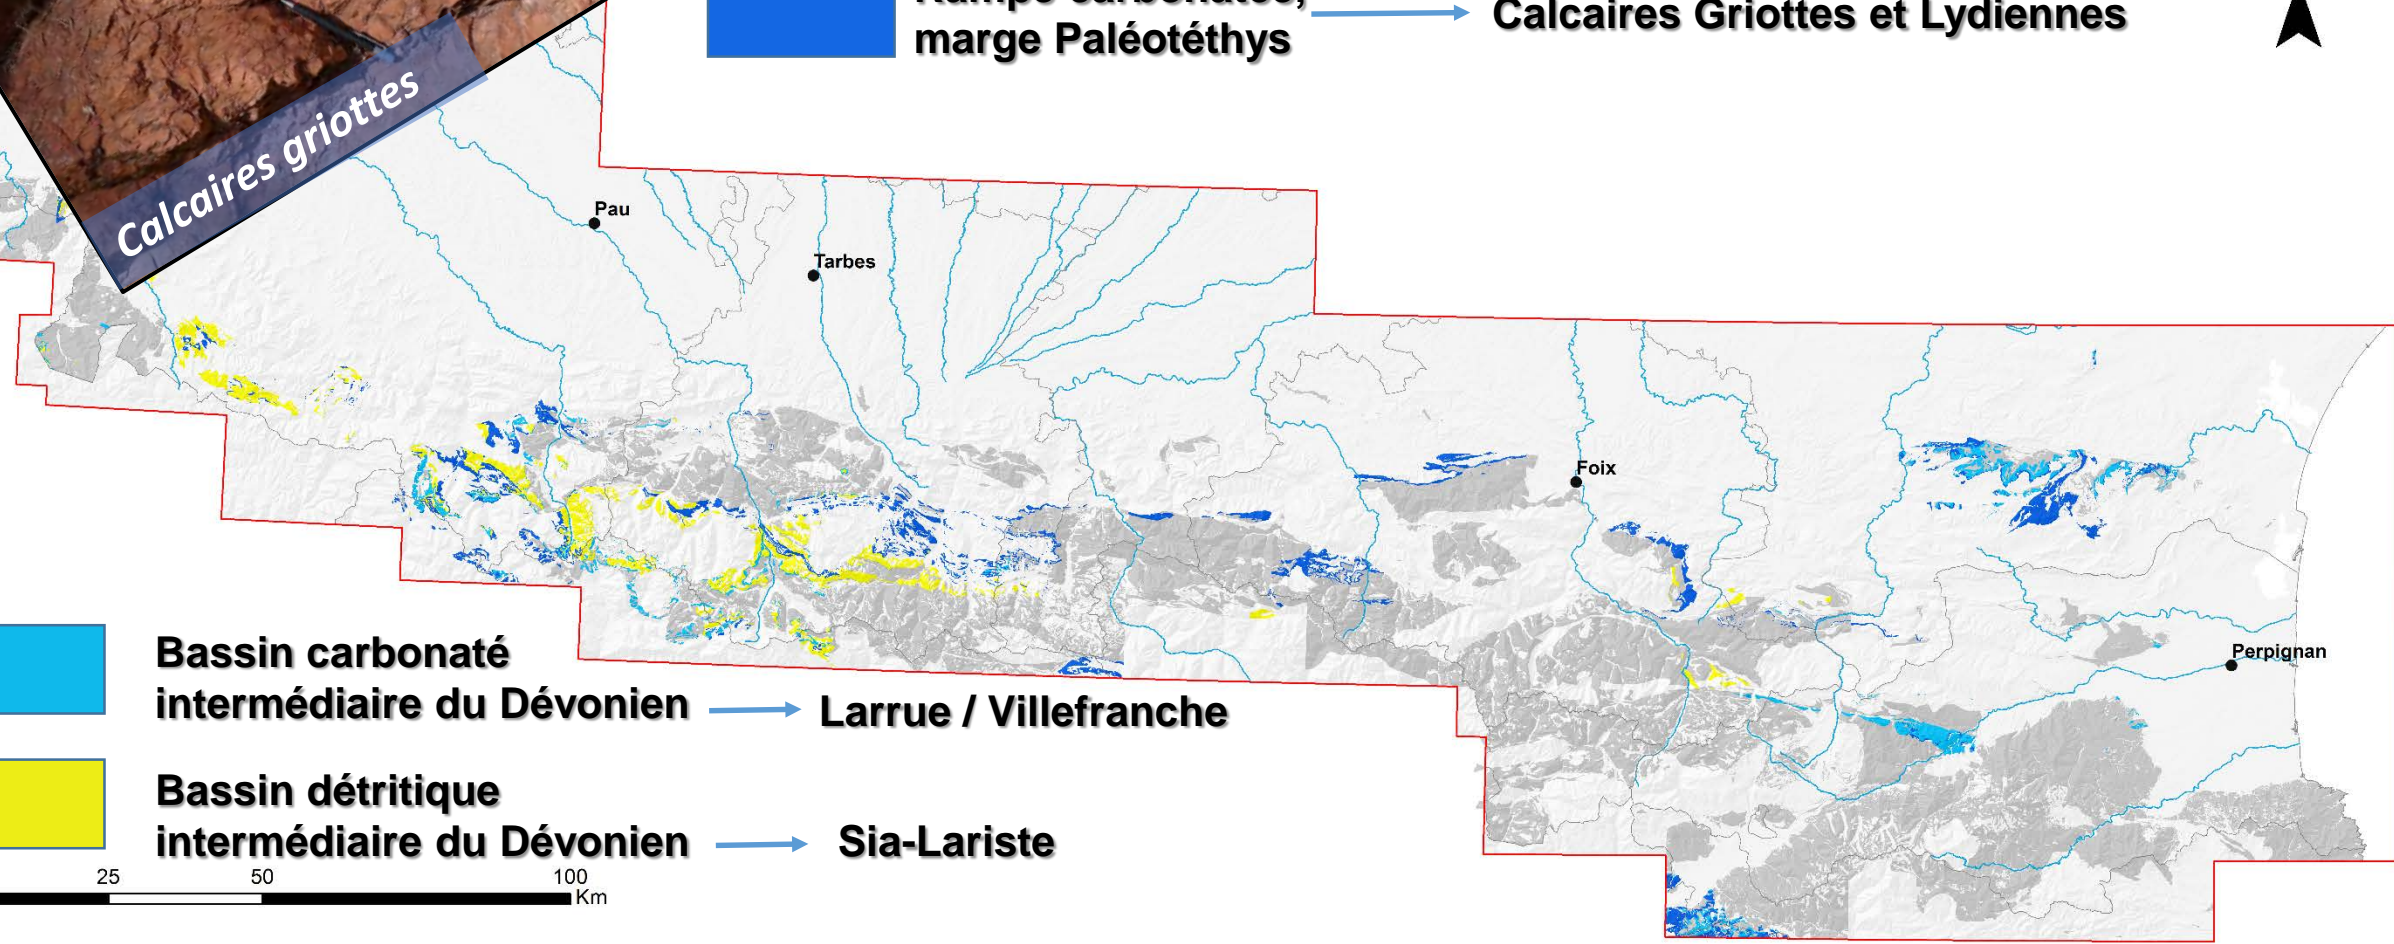 marge Paléotéthys
Calcaires Griottes et Lydiennes
Calcaires griottes
Pau
Tarbes
Foix
Perpignan
Bassin carbonaté
intermédiaire du Dévonien
Larrue / Villefranche
Bassin détritique
intermédiaire du Dévonien
Sia-Lariste
25 50 100
Km